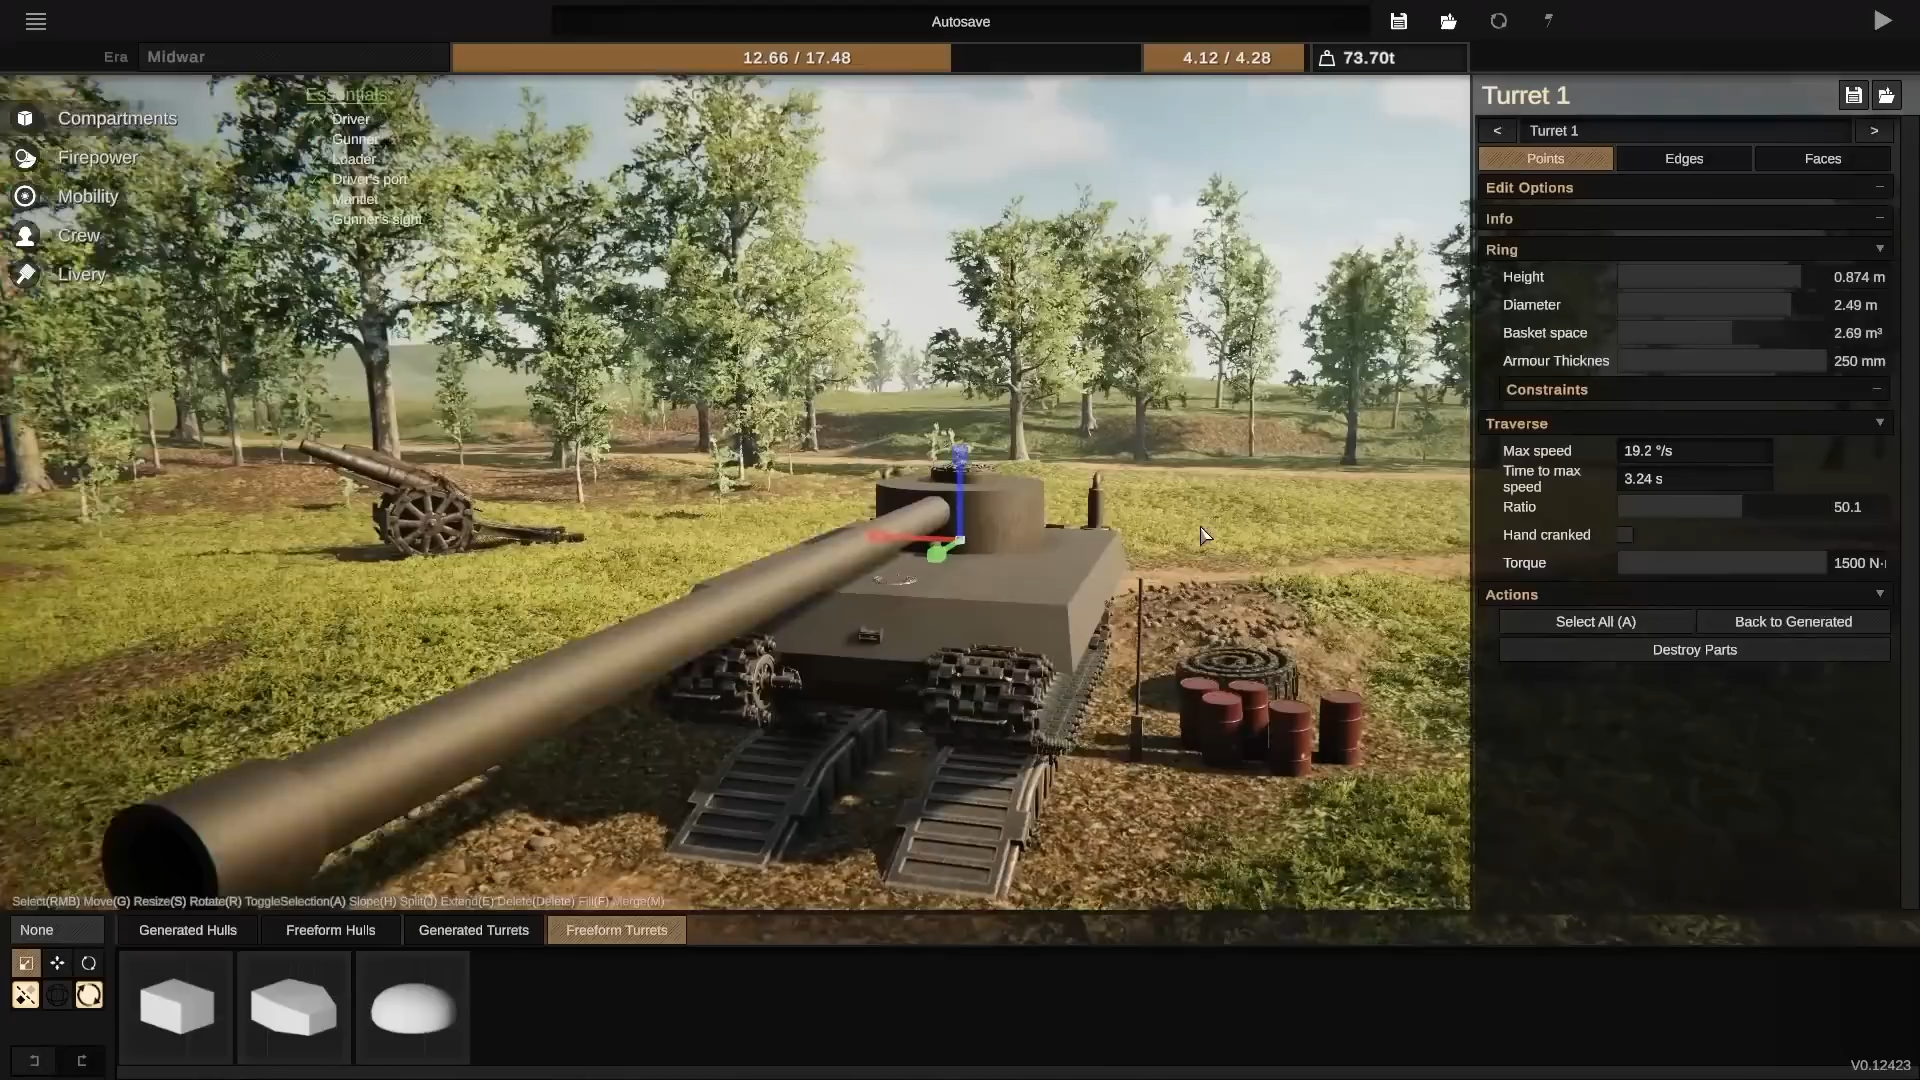 Autosave
Era
Midwar
12.66 / 17.48
4.12 / 4.28
73.70t
Compartments
Firepower
Mobility
Crew
Livery
Essentials
Driver
Gunner
Loader
Driver's port
Mantlet
Gunner's sight
Turret 1
<
Turret 1
>
Points
Edges
Faces
Edit Options
Info
Ring
Height
0.874 m
Diameter
2.49 m
Basket space
2.69 m³
Armour Thicknes
250 mm
Constraints
Traverse
Max speed
19.2 °/s
Time to max
speed
3.24 s
Ratio
50.1
Hand cranked
Torque
1500 N·
Actions
Select All (A)
Back to Generated
Destroy Parts
Select(RMB) Move(G) Resize(S) Rotate(R) ToggleSelection(A) Slope(H) Split(J) Extend(E) Delete(Delete) Fill(F) Merge(M)
None
Generated Hulls
Freeform Hulls
Generated Turrets
Freeform Turrets
V0.12423